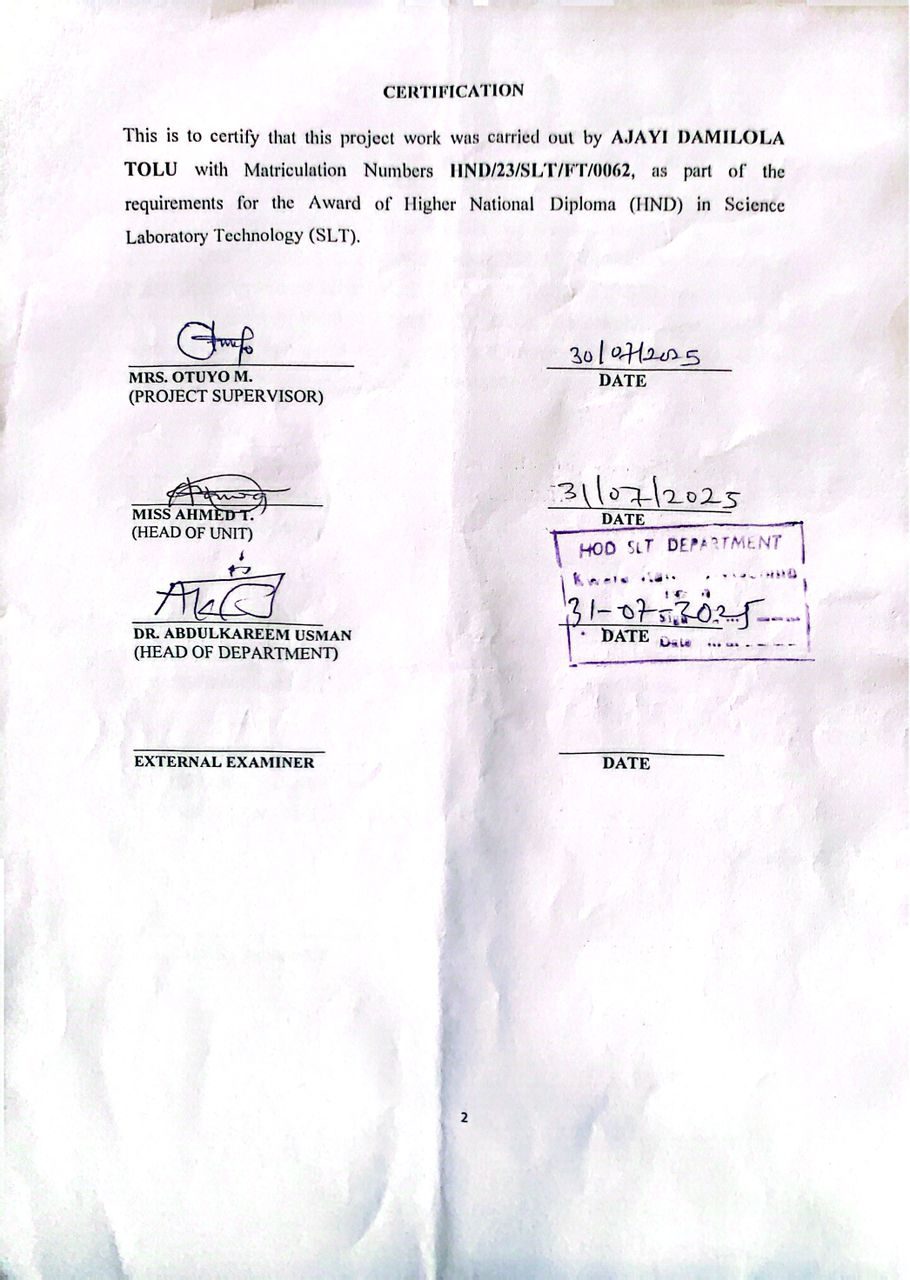 CERTIFICATION
This is to certify that this project work was carried out by AJAYI DAMILOLA
TOLU with Matriculation Numbers HND/23/SLT/FT/0062, as part of the
requirements for the Award of Higher National Diploma (HND) in Science
Laboratory Technology (SLT).
30/07/2025
MRS. OTUYO M. DATE
(PROJECT SUPERVISOR)
31/07/2025
MISS AHMED T. DATE
(HEAD OF UNIT)
HOD SLT DEPARTMENT
31-07-2025
DR. ABDULKAREEM USMAN DATE
Date
(HEAD OF DEPARTMENT)
EXTERNAL EXAMINER DATE
2